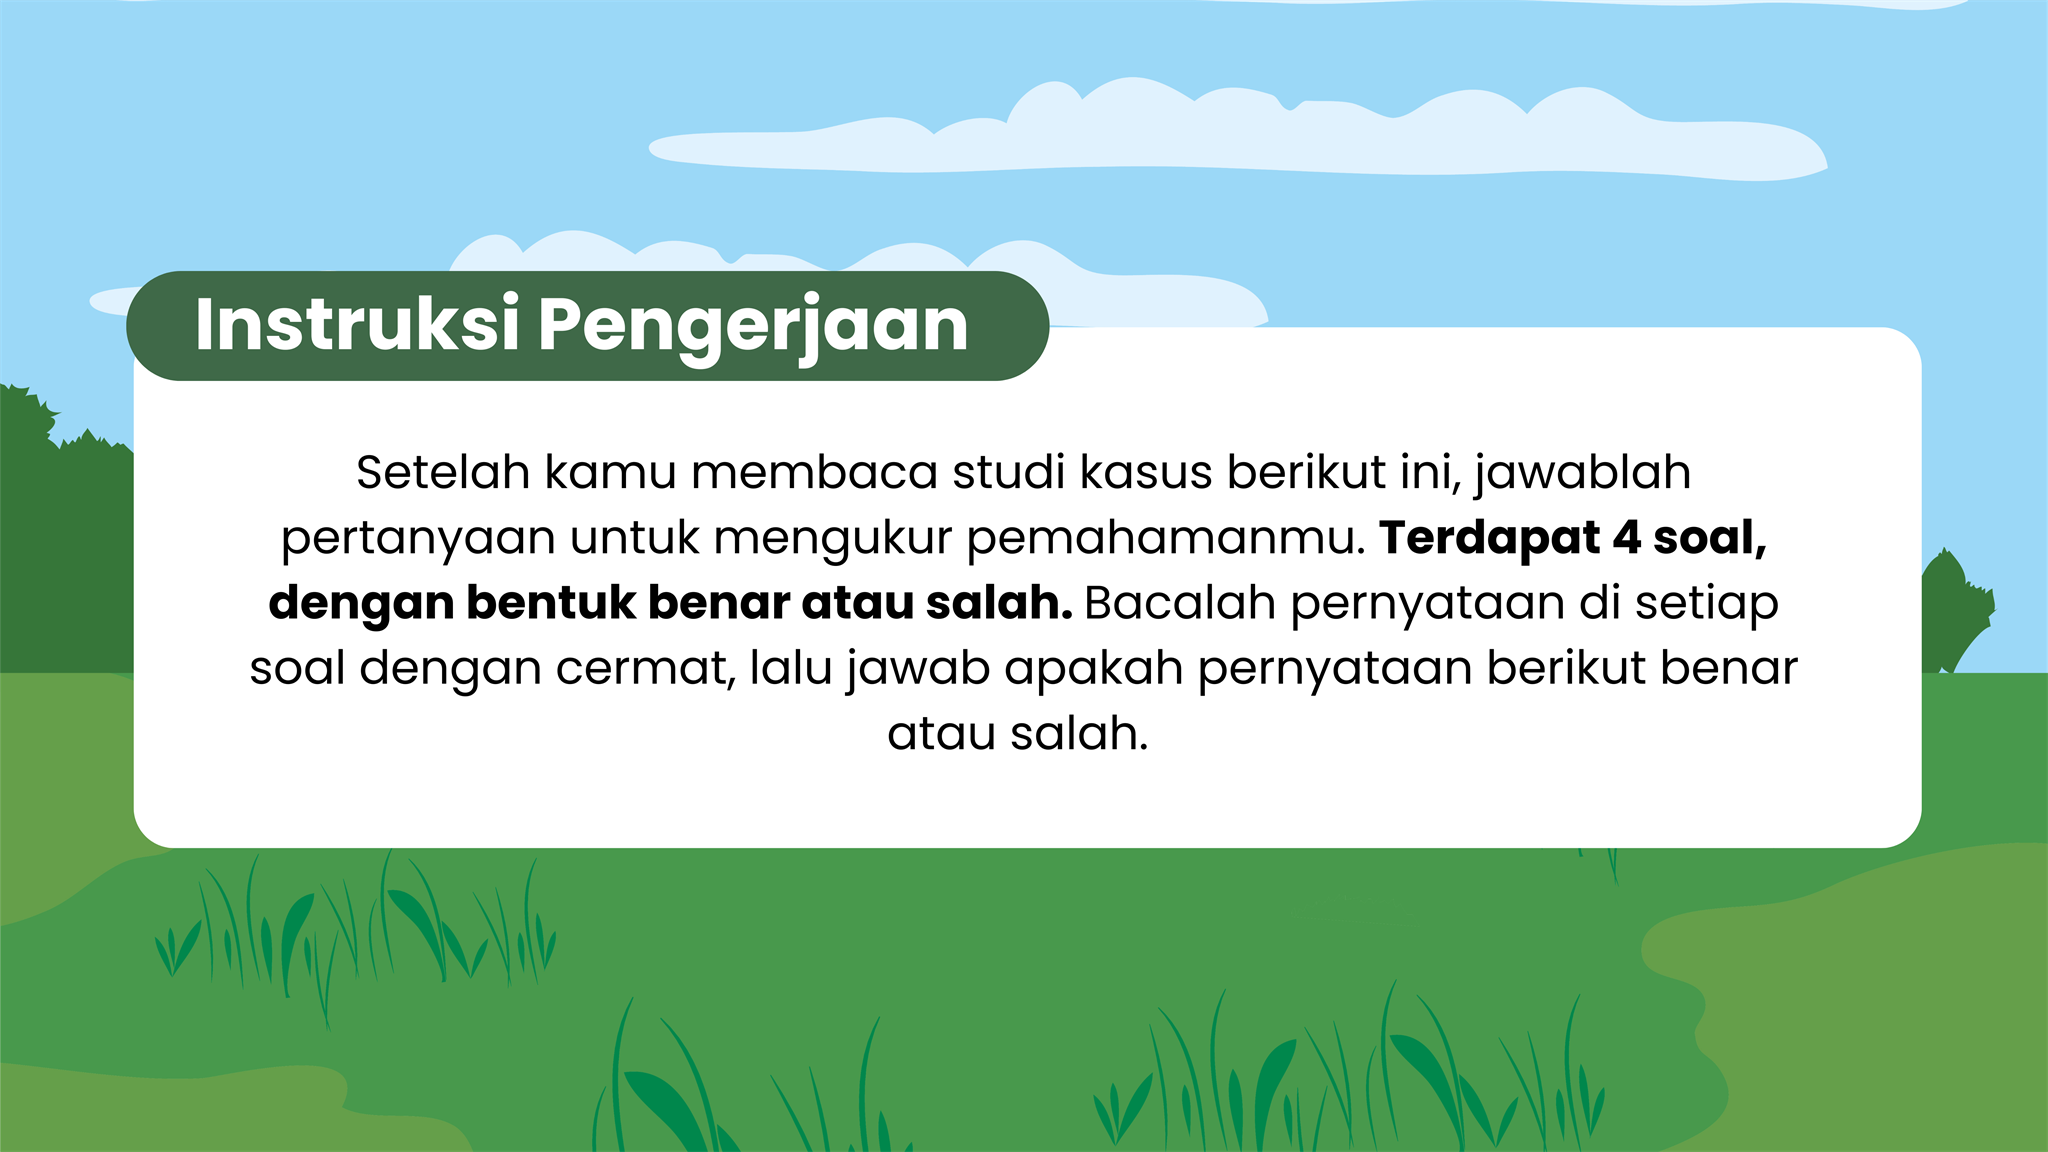 Instruksi Pengerjaan
Setelah kamu membaca studi kasus berikut ini, jawablah
pertanyaan untuk mengukur pemahamanmu. Terdapat 4 soal,
dengan bentuk benar atau salah. Bacalah pernyataan di setiap
soal dengan cermat, lalu jawab apakah pernyataan berikut benar
atau salah.